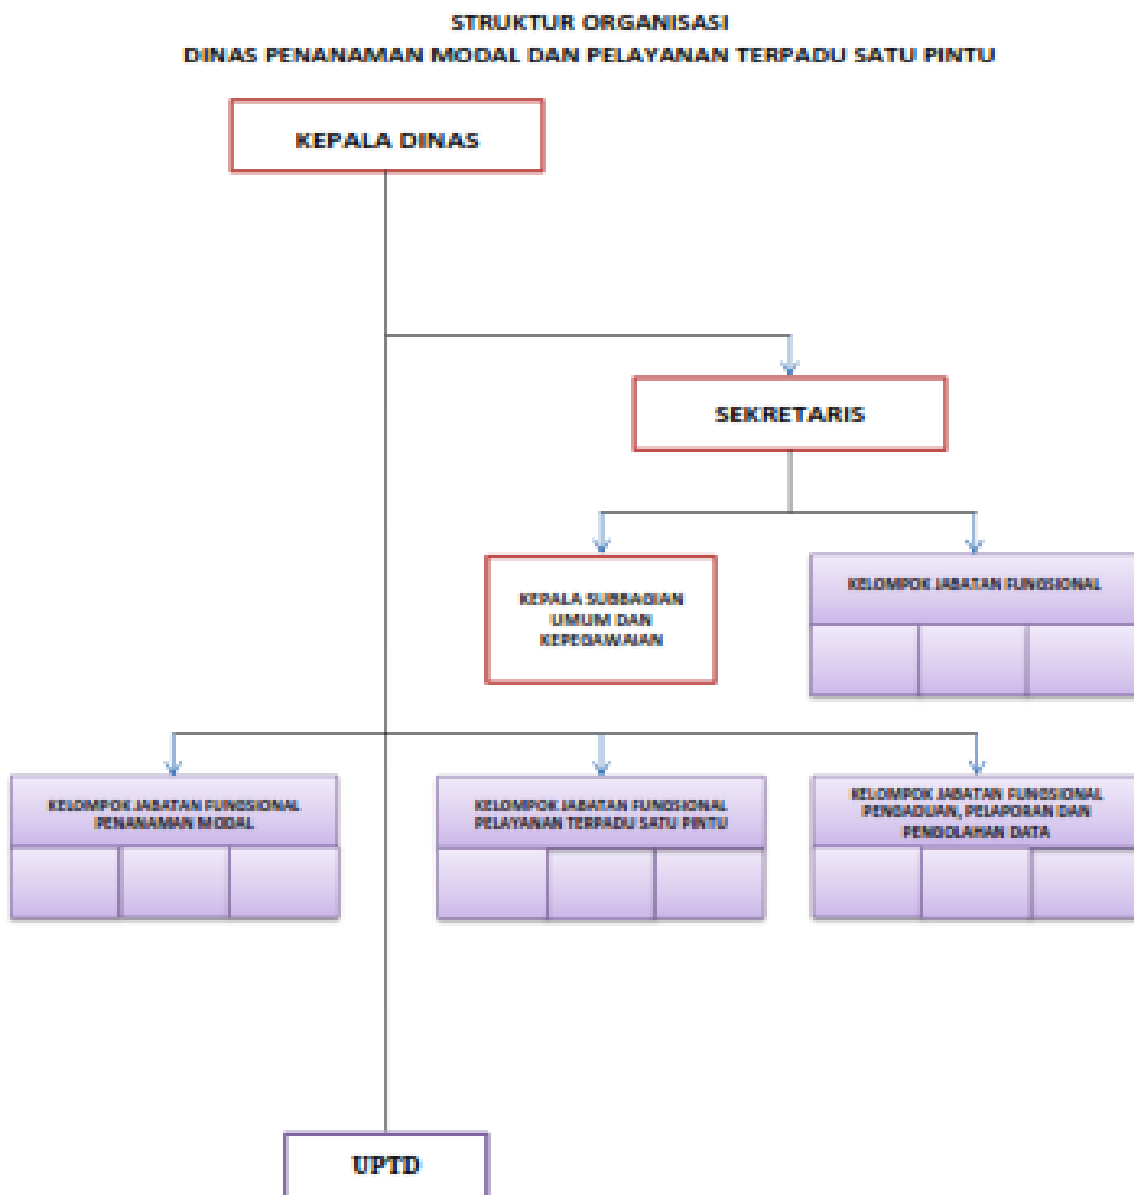 STRUKTUR ORGANISASI
DINAS PENANAMAN MODAL DAN PELAYANAN TERPADU SATU PINTU
KEPALA DINAS
SEKRETARIS
KEPALA SUBBAGIAN
UMUM DAN
KEPEGAWAIAN
KELOMPOK JABATAN FUNGSIONAL
KELOMPOK JABATAN FUNGSIONAL
PENANAMAN MODAL
KELOMPOK JABATAN FUNGSIONAL
PELAYANAN TERPADU SATU PINTU
KELOMPOK JABATAN FUNGSIONAL
PENGADUAN, PELAPORAN DAN
PENGOLAHAN DATA
UPTD